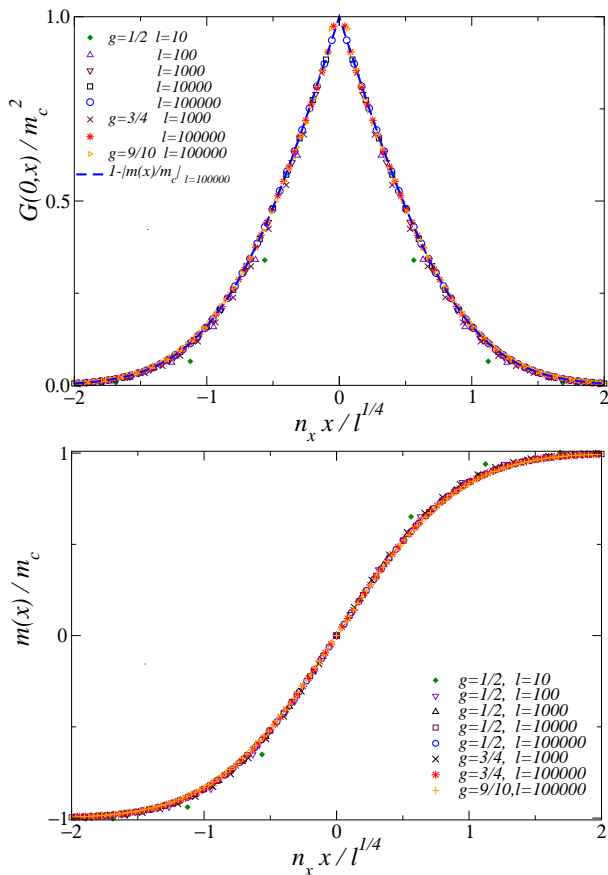 G(0,x) / m_c^2
1.0
0.5
0.0
g=1/2 l=10
l=100
l=1000
l=10000
l=100000
g=3/4 l=1000
l=100000
g=9/10 l=100000
1-|m(x)/m_c|_{l=100000}
−2 −1 0 1 2
n_x x / l^{1/4}
m(x) / m_c
1
0
−1
g=1/2, l=10
g=1/2, l=100
g=1/2, l=1000
g=1/2, l=10000
g=1/2, l=100000
g=3/4, l=1000
g=3/4, l=100000
g=9/10, l=100000
−2 −1 0 1 2
n_x x / l^{1/4}